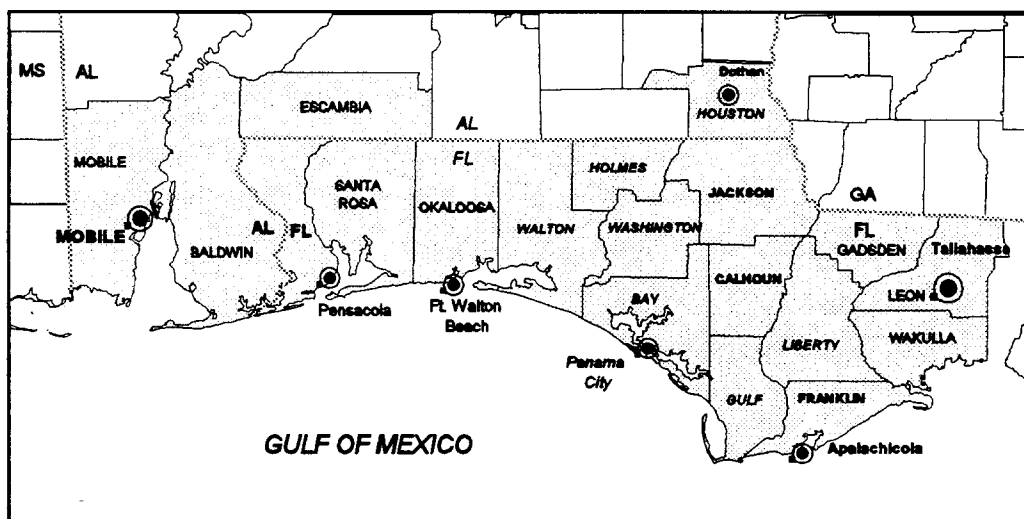 MS
AL
Dothan
HOUSTON
ESCAMBIA
AL
FL
MOBILE
HOLMES
SANTA
ROSA
JACKSON
OKALOOSA
GA
MOBILE
AL
FL
WALTON
WASHINGTON
FL
BALDWIN
GADSDEN
Tallahassee
CALHOUN
LEON
BAY
Pensacola
Ft. Walton
Beach
LIBERTY
WAKULLA
Panama
City
GULF
FRANKLIN
GULF OF MEXICO
Apalachicola